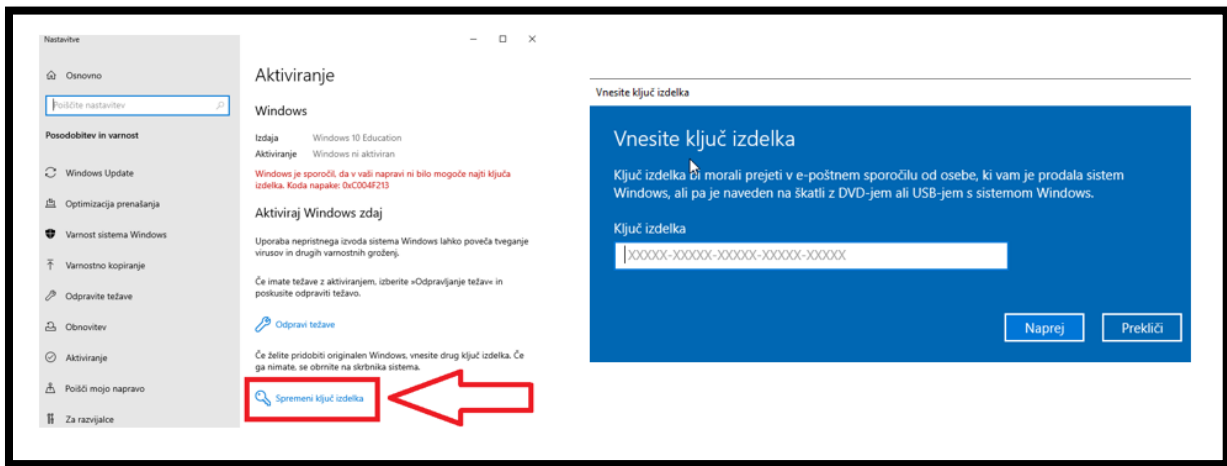 Nastavitve
Osnovno
Poiščite nastavitev
Posodobitev in varnost
Windows Update
Optimizacija prenašanja
Varnost sistema Windows
Varnostno kopiranje
Odpravite težave
Obnovitev
Aktiviranje
Poišči mojo napravo
Za razvijalce
Aktiviranje
Windows
Izdaja Windows 10 Education
Aktiviranje Windows ni aktiviran
Windows je sporočil, da v vaši napravi ni bilo mogoče najti ključa
izdelka. Koda napake: 0xC004F213
Aktiviraj Windows zdaj
Uporaba nepristnega izvoda sistema Windows lahko poveča tveganje
virusov in drugih varnostnih groženj.
Če imate težave z aktiviranjem, izberite »Odpravljanje težav« in
poskusite odpraviti težavo.
Odpravi težave
Če želite pridobiti originalen Windows, vnesite drug ključ izdelka. Če
ga nimate, se obrnite na skrbnika sistema.
Spremeni ključ izdelka
Vnesite ključ izdelka
Vnesite ključ izdelka
Ključ izdelka bi morali prejeti v e-poštnem sporočilu od osebe, ki vam je prodala sistem
Windows, ali pa je naveden na škatli z DVD-jem ali USB-jem s sistemom Windows.
Ključ izdelka
XXXXX-XXXXX-XXXXX-XXXXX-XXXXX
Naprej Prekliči